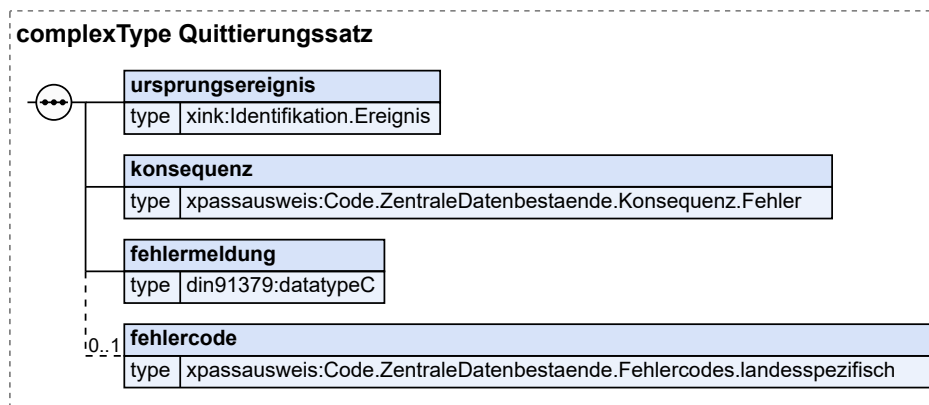 complexType Quittierungssatz
ursprungsereignis
type xink:Identifikation.Ereignis
konsequenz
type xpassausweis:Code.ZentraleDatenbestaende.Konsequenz.Fehler
fehlermeldung
type din91379:datatypeC
0..1 fehlercode
type xpassausweis:Code.ZentraleDatenbestaende.Fehlercodes.landesspezifisch